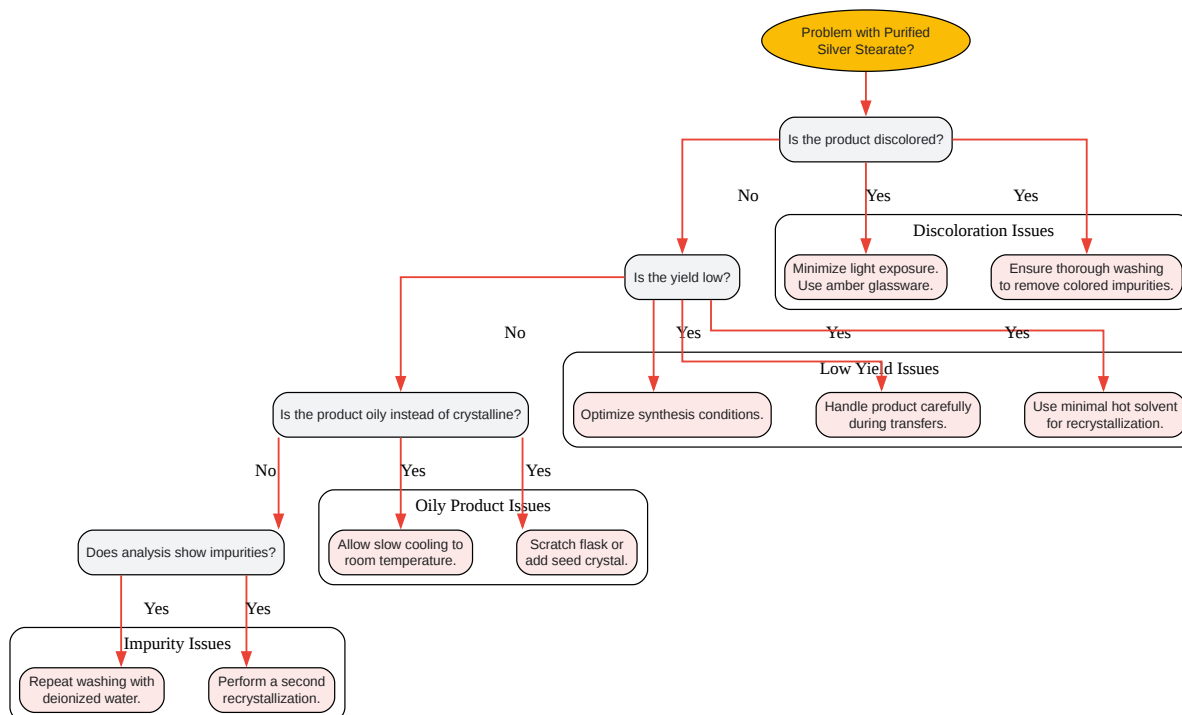 Problem with Purified
Silver Stearate?
Is the product discolored?
No
Yes
Yes
Discoloration Issues
Minimize light exposure.
Use amber glassware.
Ensure thorough washing
to remove colored impurities.
Is the yield low?
No
Yes
Yes
Yes
Low Yield Issues
Optimize synthesis conditions.
Handle product carefully
during transfers.
Use minimal hot solvent
for recrystallization.
Is the product oily instead of crystalline?
No
Yes
Yes
Oily Product Issues
Allow slow cooling to
room temperature.
Scratch flask or
add seed crystal.
Does analysis show impurities?
Yes
Yes
Impurity Issues
Repeat washing with
deionized water.
Perform a second
recrystallization.